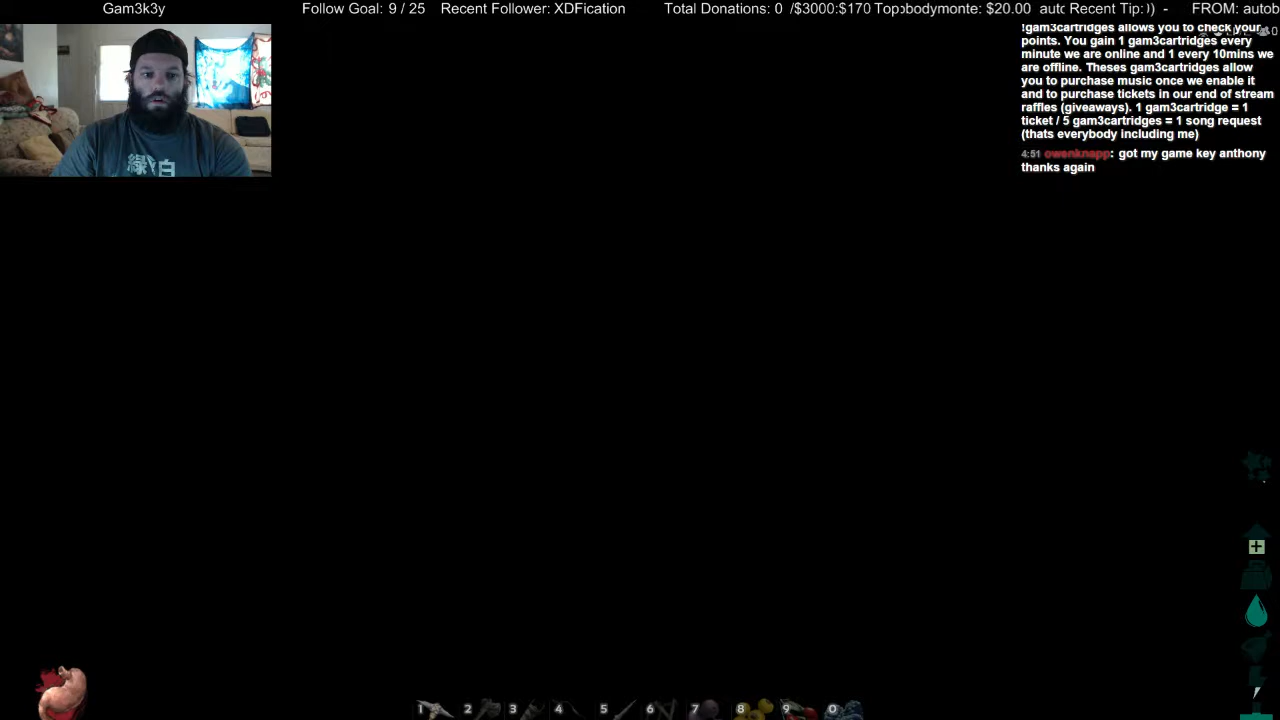 Gam3k3y
Follow Goal: 9 / 25
Recent Follower: XDFication
Total Donations: 0 /$3000:$170 Top bodymonte: $20.00 Recent Tip: ) - FROM: autob
!gam3cartridges allows you to check your
points. You gain 1 gam3cartridges every
minute we are online and 1 every 10mins we
are offline. Theses gam3cartridges allow
you to purchase music once we enable it
and to purchase tickets in our end of stream
raffles (giveaways). 1 gam3cartridge = 1
ticket / 5 gam3cartridges = 1 song request
(thats everybody including me)
4:51 owenknapp: got my game key anthony
thanks again
綠 白
1 2 3 4 5 6 7 8 9 0